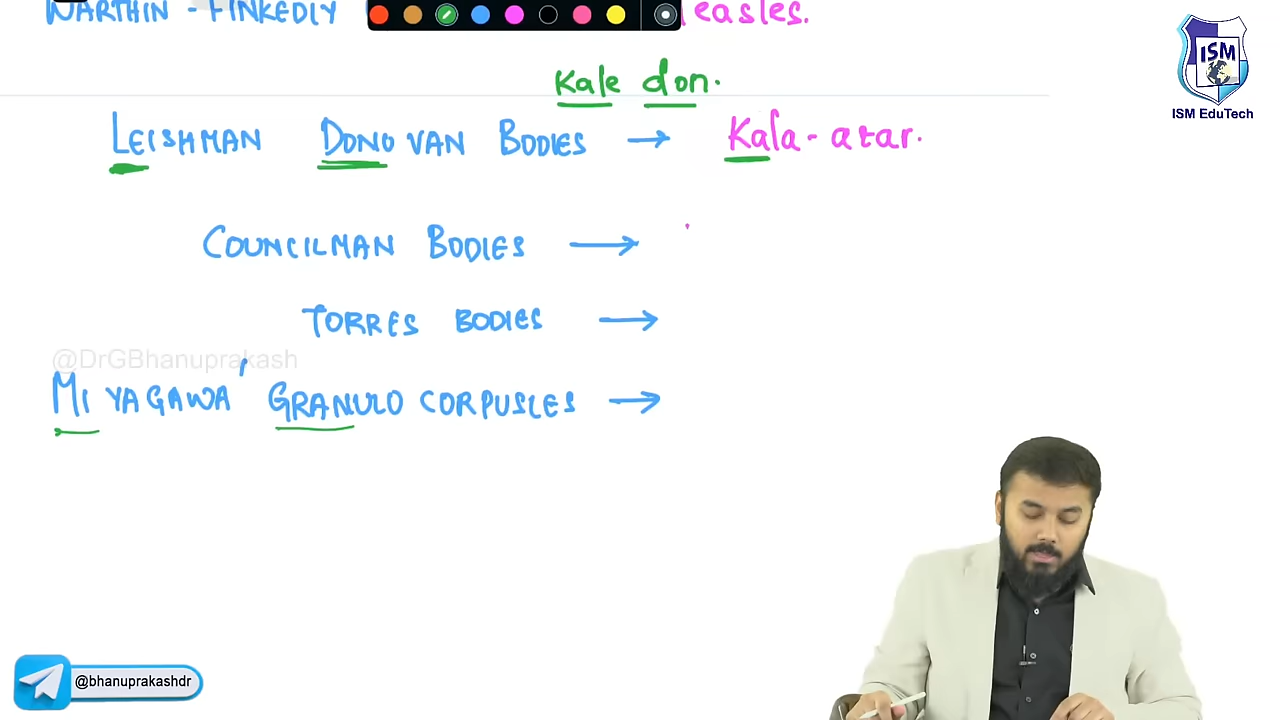 WARTHIN - FINKEDLY easles.
ISM
ISM EduTech
Kale don.
LEISHMAN DONOVAN BODIES → Kala-azar.
COUNCILMAN BODIES →
TORRES BODIES →
@DrGBhanuprakash
MIYAGAWA' GRANULO CORPUSLES →
@bhanuprakashdr